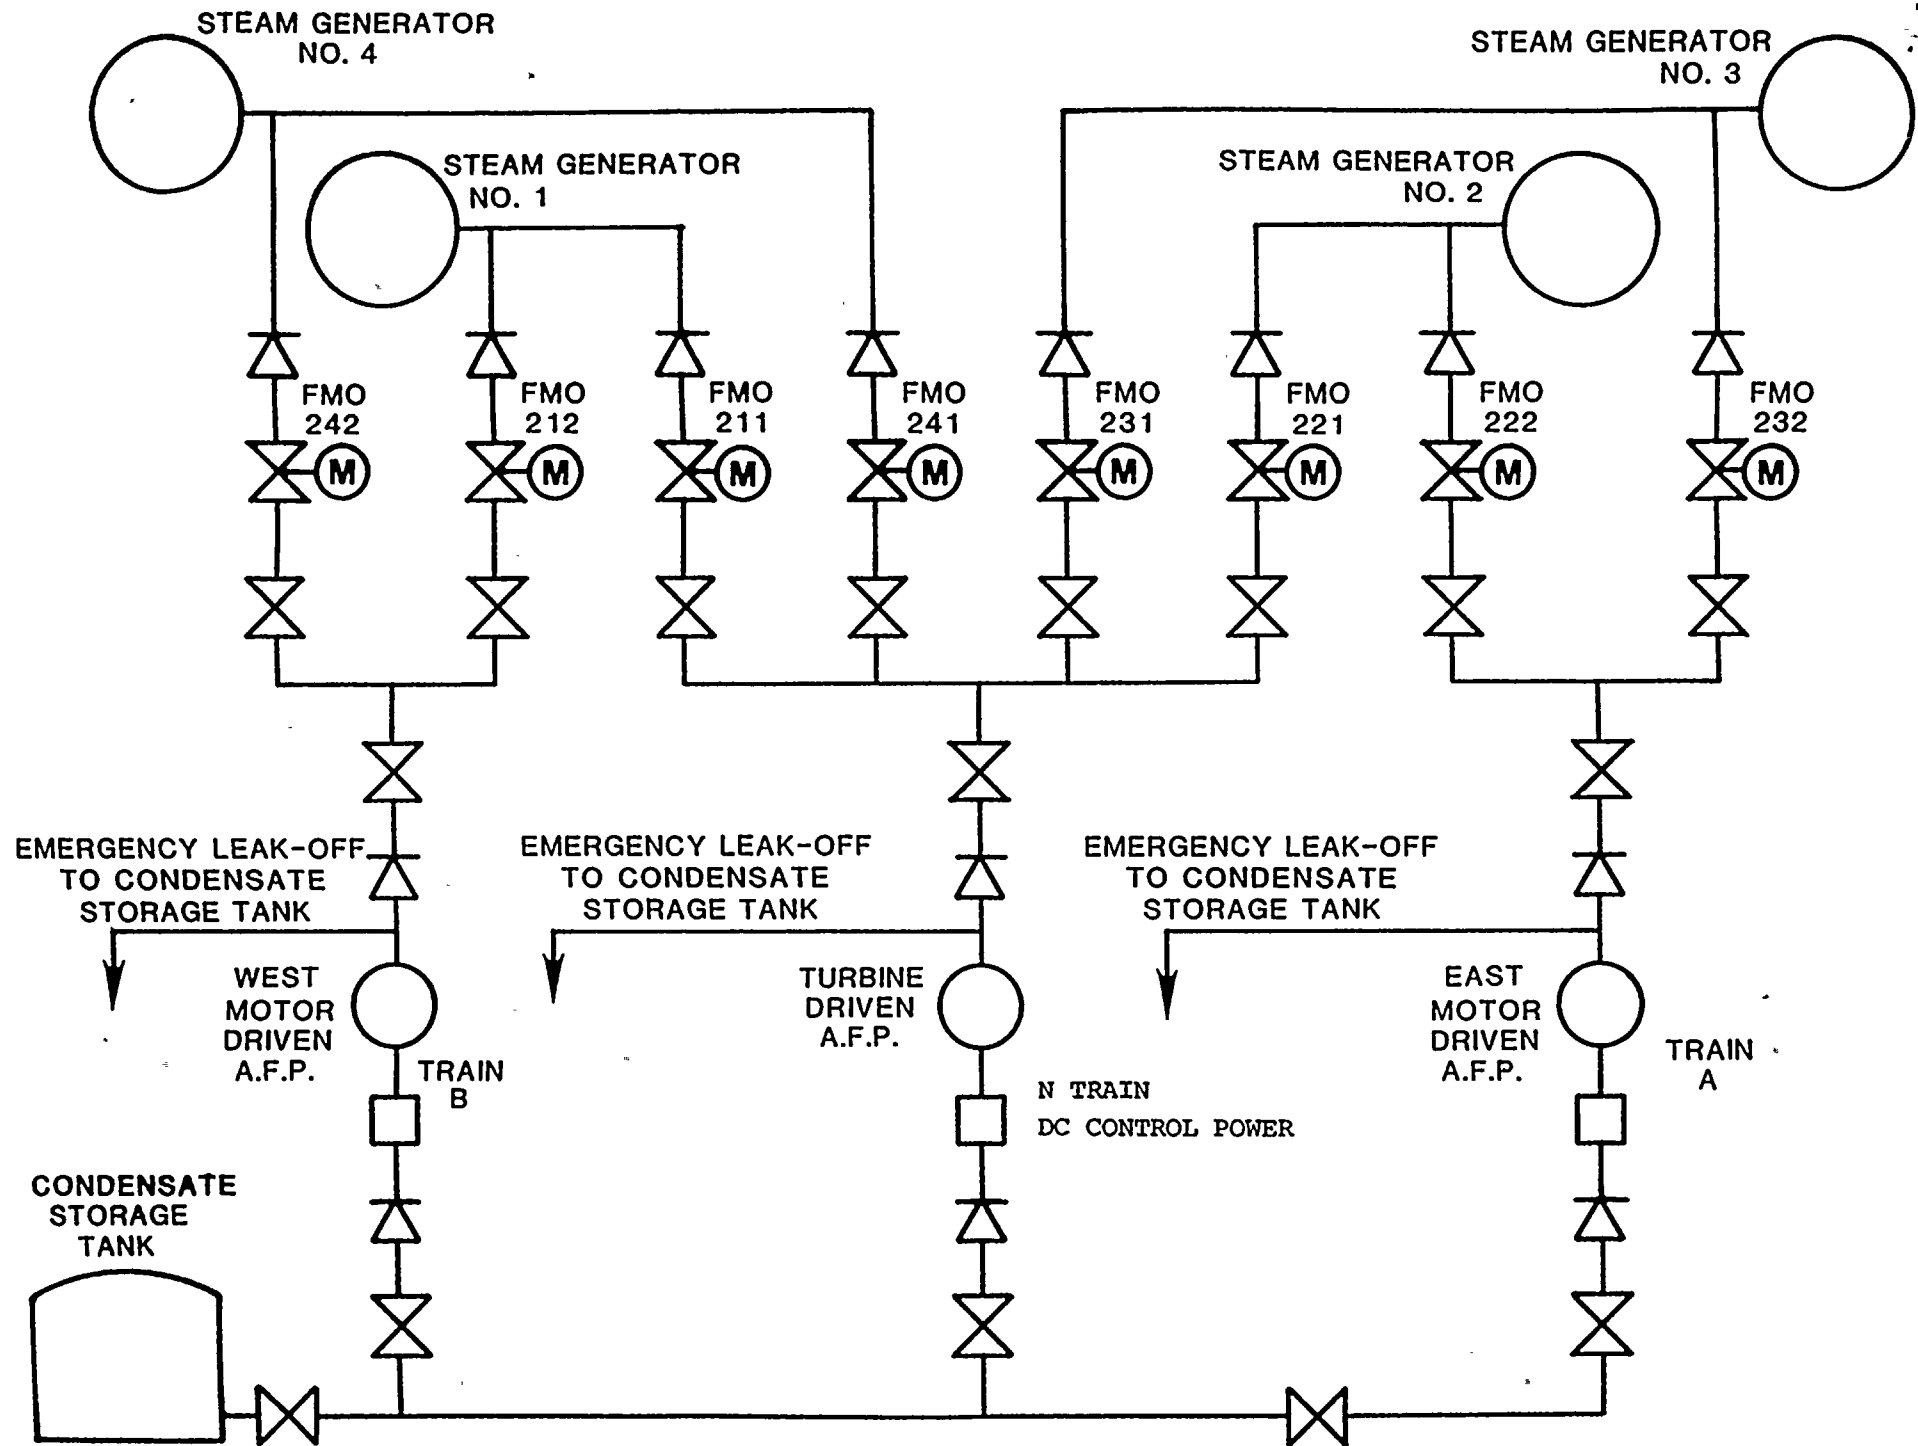 STEAM GENERATOR
NO. 4
STEAM GENERATOR
NO. 3
STEAM GENERATOR
NO. 1
STEAM GENERATOR
NO. 2
FMO
242
M
FMO
212
M
FMO
211
M
FMO
241
M
FMO
231
M
FMO
221
M
FMO
222
M
FMO
232
M
EMERGENCY LEAK-OFF
TO CONDENSATE
STORAGE TANK
EMERGENCY LEAK-OFF
TO CONDENSATE
STORAGE TANK
EMERGENCY LEAK-OFF
TO CONDENSATE
STORAGE TANK
WEST
MOTOR
DRIVEN
A.F.P.
TRAIN
B
TURBINE
DRIVEN
A.F.P.
N TRAIN
DC CONTROL POWER
EAST
MOTOR
DRIVEN
A.F.P.
TRAIN
A
CONDENSATE
STORAGE
TANK